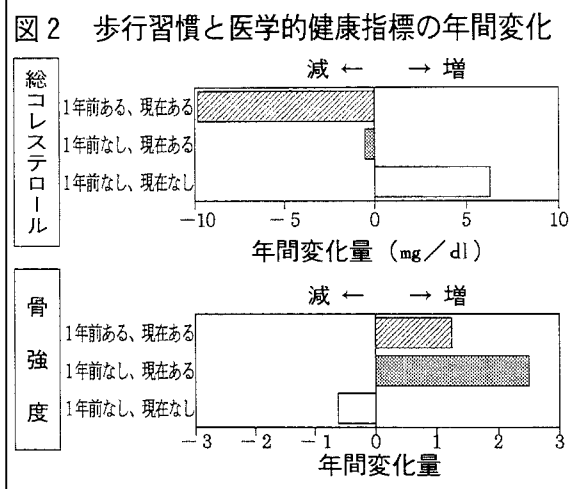 図2 歩行習慣と医学的健康指標の年間変化
減 ← → 増
総コレステロール
1年前ある、現在ある
1年前なし、現在ある
1年前なし、現在なし
-10 -5 0 5 10
年間変化量 (mg/dl)
減 ← → 増
骨強度
1年前ある、現在ある
1年前なし、現在ある
1年前なし、現在なし
-3 -2 -1 0 1 2 3
年間変化量